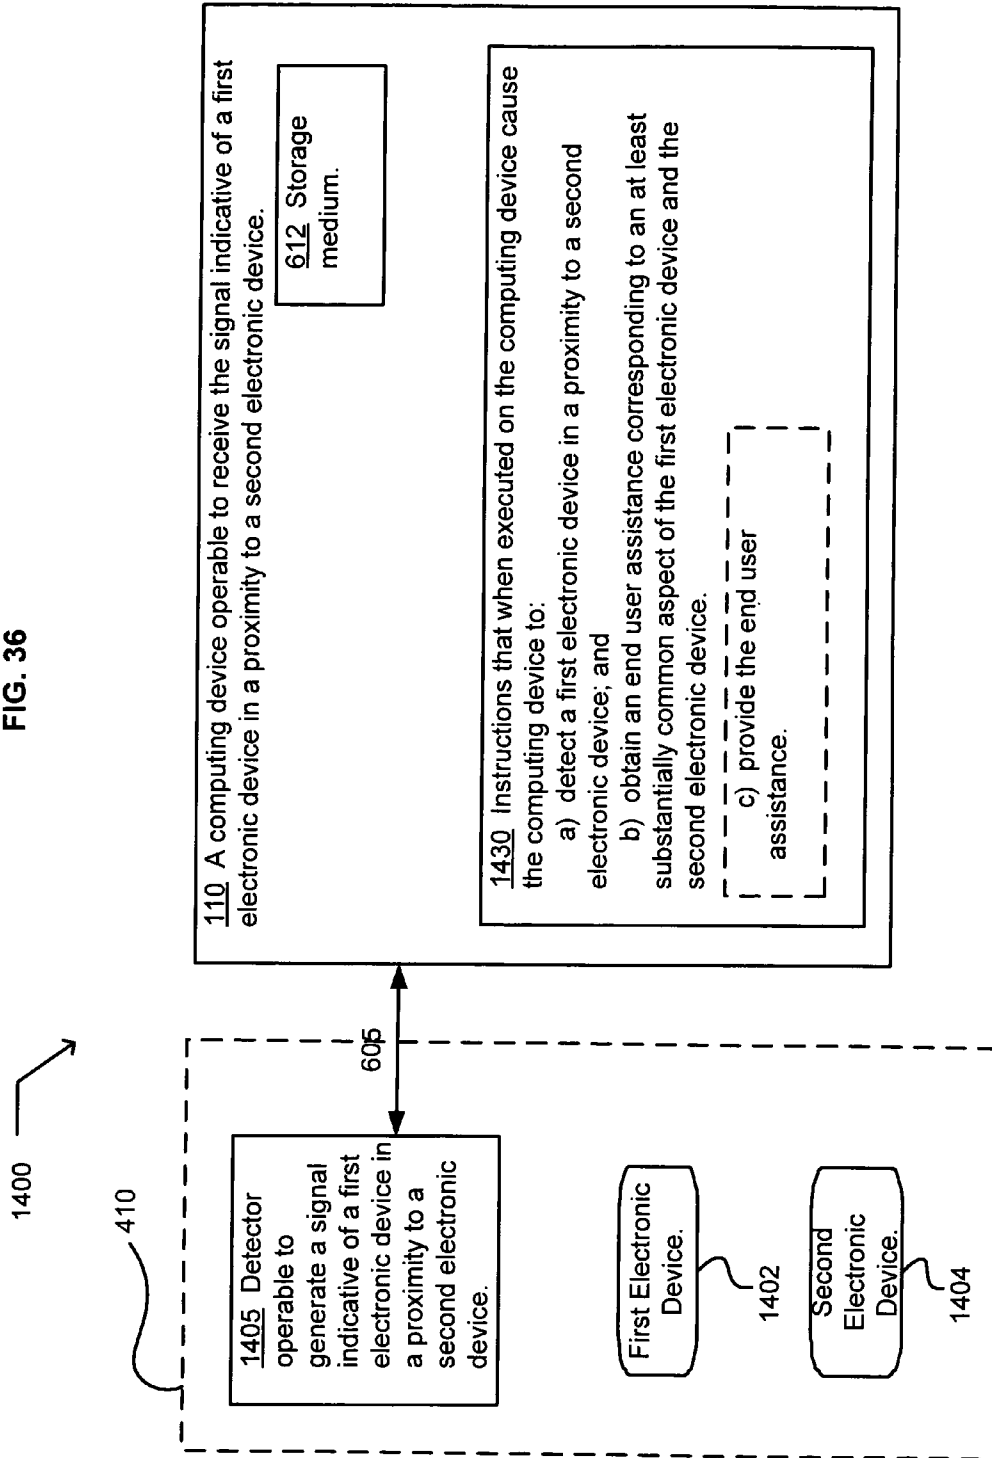 FIG. 36
1400
410
1405 Detector
operable to
generate a signal
indicative of a first
electronic device in
a proximity to a
second electronic
device.
605
First Electronic
Device.
1402
Second
Electronic
Device.
1404
110 A computing device operable to receive the signal indicative of a first
electronic device in a proximity to a second electronic device.
612 Storage
medium.
1430 Instructions that when executed on the computing device cause
the computing device to:
a) detect a first electronic device in a proximity to a second
electronic device; and
b) obtain an end user assistance corresponding to an at least
substantially common aspect of the first electronic device and the
second electronic device.
c) provide the end user
assistance.